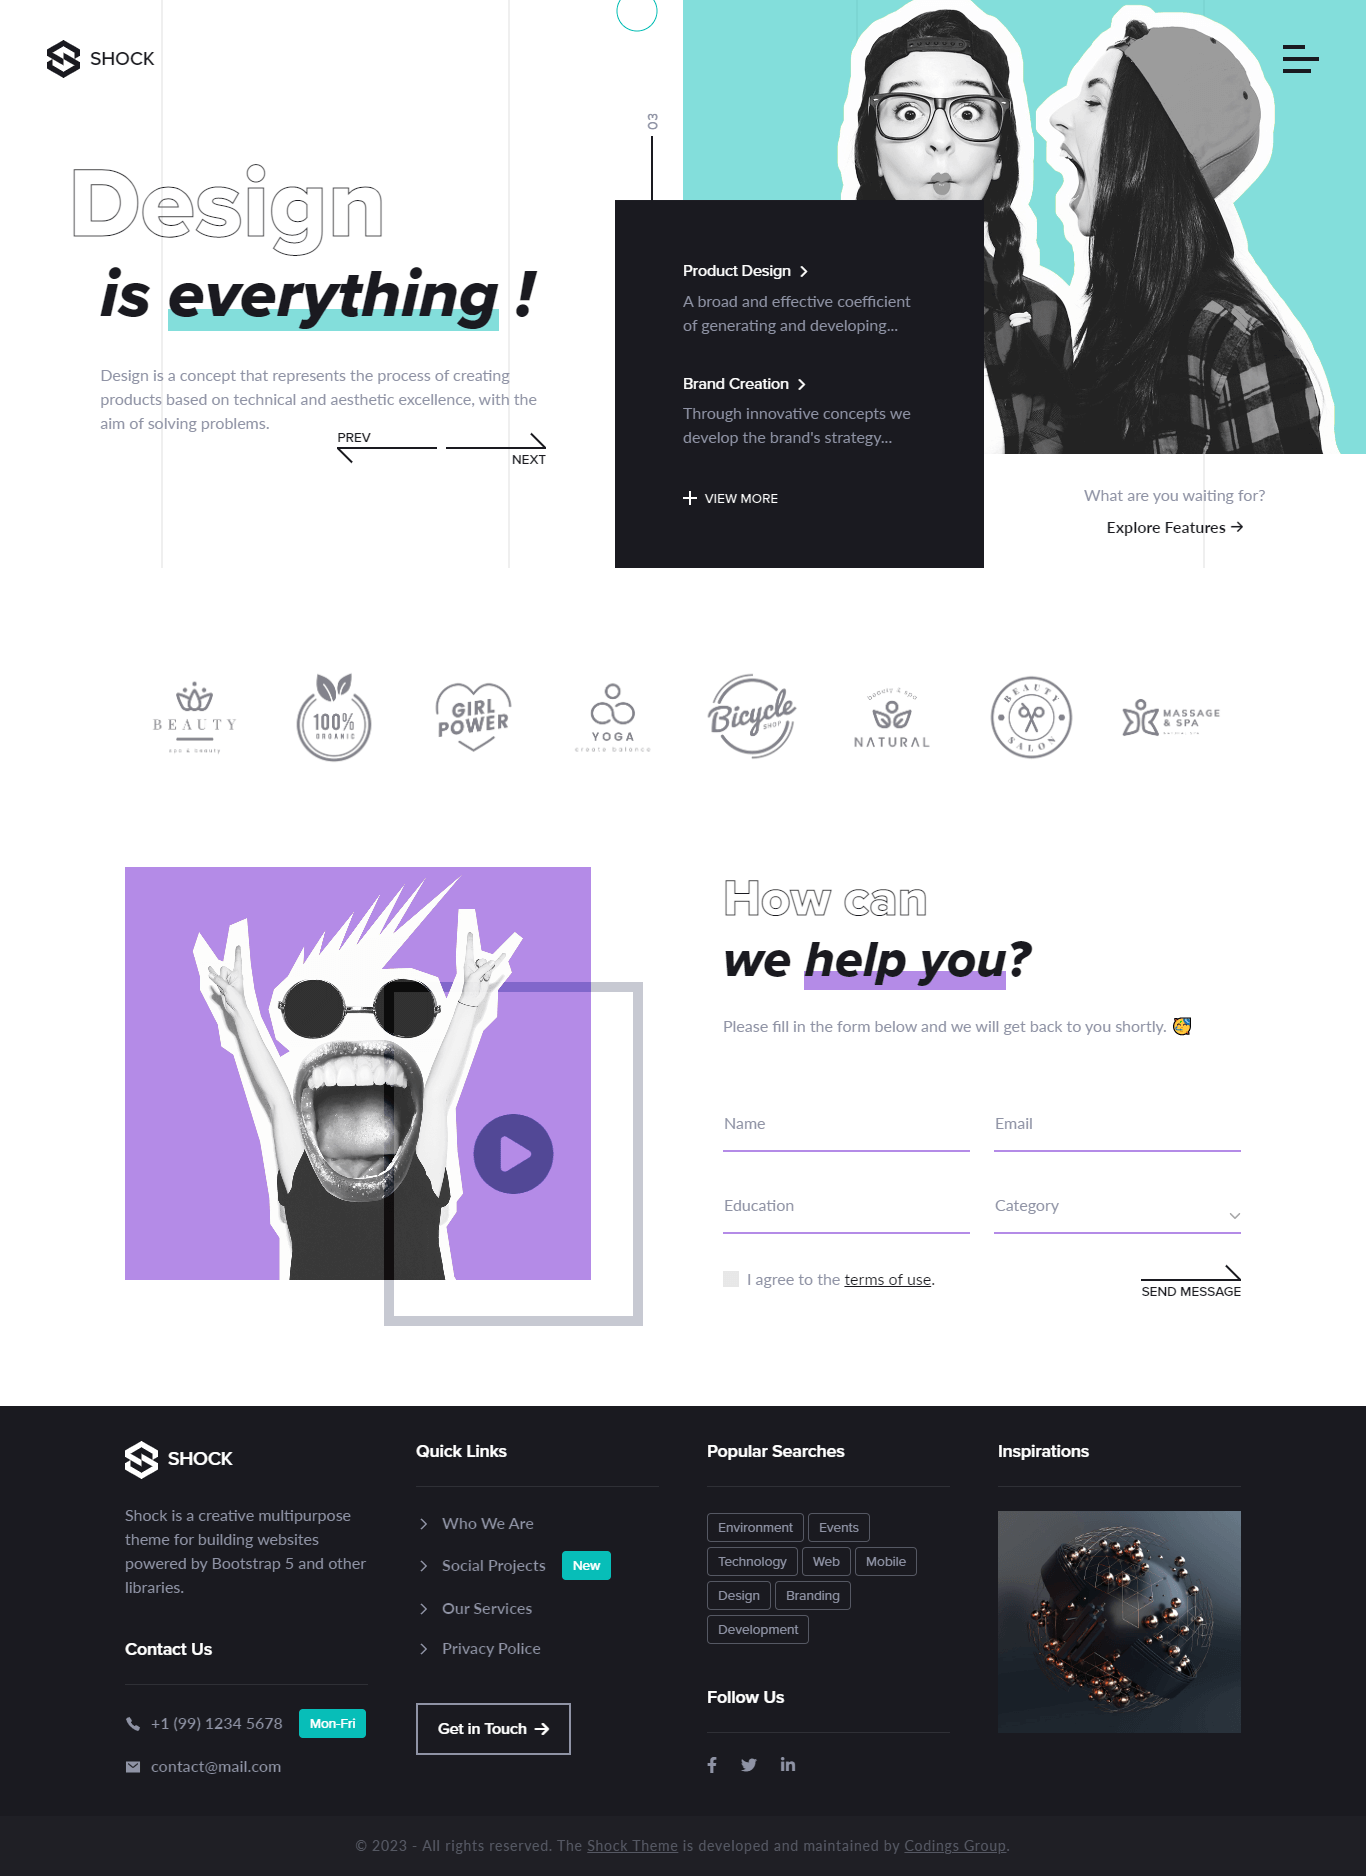 SHOCK
03
Design
is everything !
Design is a concept that represents the process of creating
products based on technical and aesthetic excellence, with the
aim of solving problems.
PREV
NEXT
Product Design
A broad and effective coefficient
of generating and developing...
Brand Creation
Through innovative concepts we
develop the brand's strategy...
VIEW MORE
What are you waiting for?
Explore Features
BEAUTY
spa & beauty
100%
ORGANIC
GIRL
POWER
YOGA
create balance
Bicycle
SHOP
beauty & spa
NATURAL
BEAUTY
SALON
MASSAGE
& SPA
How can
we help you?
Please fill in the form below and we will get back to you shortly.
Name
Email
Education
Category
I agree to the terms of use.
SEND MESSAGE
SHOCK
Shock is a creative multipurpose
theme for building websites
powered by Bootstrap 5 and other
libraries.
Contact Us
+1 (99) 1234 5678
Mon-Fri
contact@mail.com
Quick Links
Who We Are
Social Projects
New
Our Services
Privacy Police
Get in Touch
Popular Searches
Environment
Events
Technology
Web
Mobile
Design
Branding
Development
Follow Us
Inspirations
© 2023 - All rights reserved. The Shock Theme is developed and maintained by Codings Group.